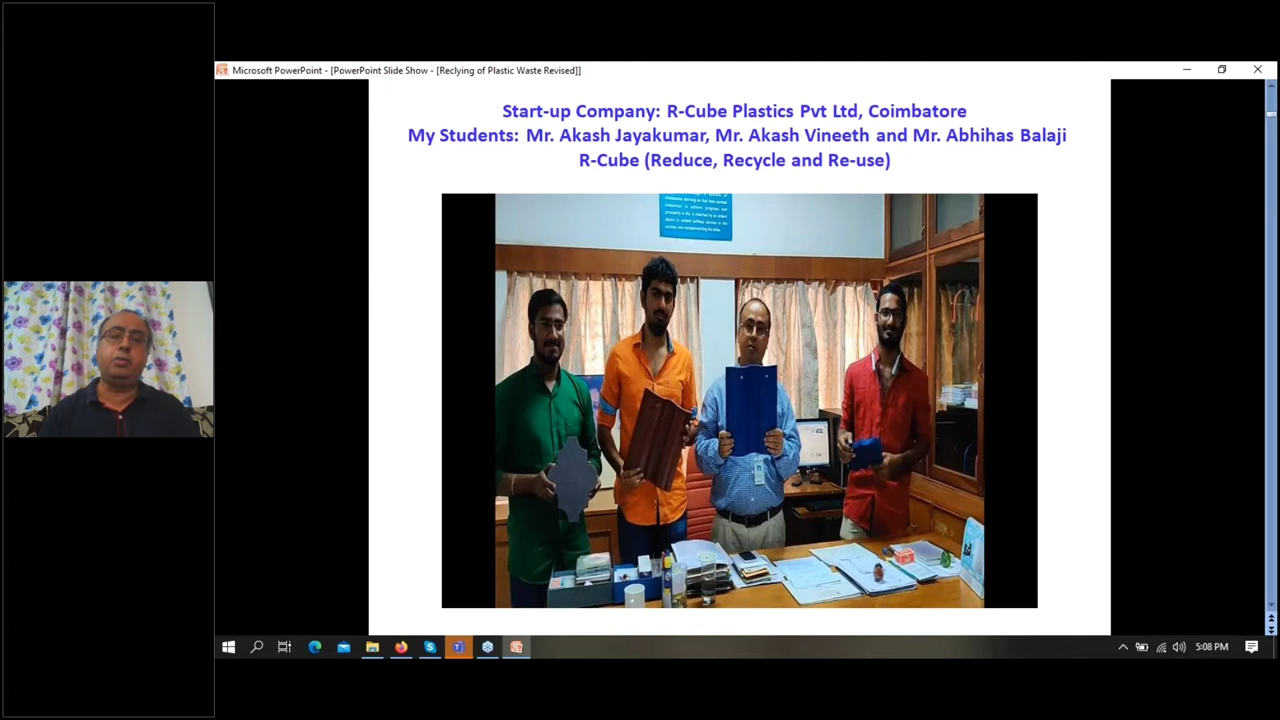 Microsoft PowerPoint - [PowerPoint Slide Show - [Reclying of Plastic Waste Revised]]
Start-up Company: R-Cube Plastics Pvt Ltd, Coimbatore
My Students: Mr. Akash Jayakumar, Mr. Akash Vineeth and Mr. Abhihas Balaji
R-Cube (Reduce, Recycle and Re-use)
5:08 PM